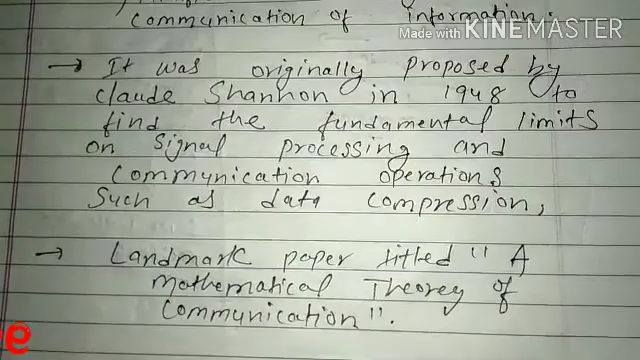 communication of information.
Made with KINEMASTER
→ It was originally proposed by
Claude Shannon in 1948 to
find the fundamental limits
on signal processing and
communication operations
Such as data compression,
→ Landmark paper titled " A
mathematical Theorey of
communication ".
e